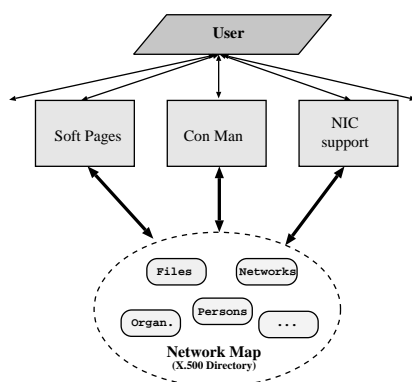 User
Soft Pages
Con Man
NIC
support
Files
Networks
Persons
Organ.
...
Network Map
(X.500 Directory)